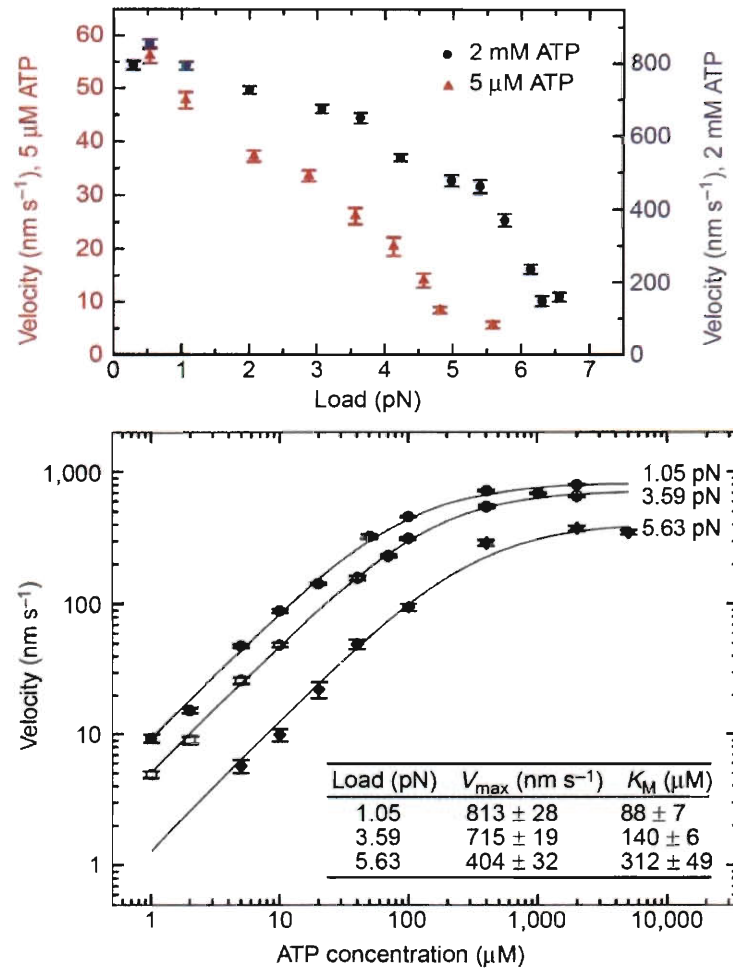 Velocity (nm s⁻¹), 5 µM ATP
60
50
40
30
20
10
0
2 mM ATP
5 µM ATP
800
600
400
200
0
Velocity (nm s⁻¹), 2 mM ATP
0 1 2 3 4 5 6 7
Load (pN)
Velocity (nm s⁻¹)
1,000
100
10
1
1.05 pN
3.59 pN
5.63 pN
Load (pN) Vmax (nm s⁻¹) KM (µM)
1.05 813 ± 28 88 ± 7
3.59 715 ± 19 140 ± 6
5.63 404 ± 32 312 ± 49
1 10 100 1,000 10,000
ATP concentration (µM)